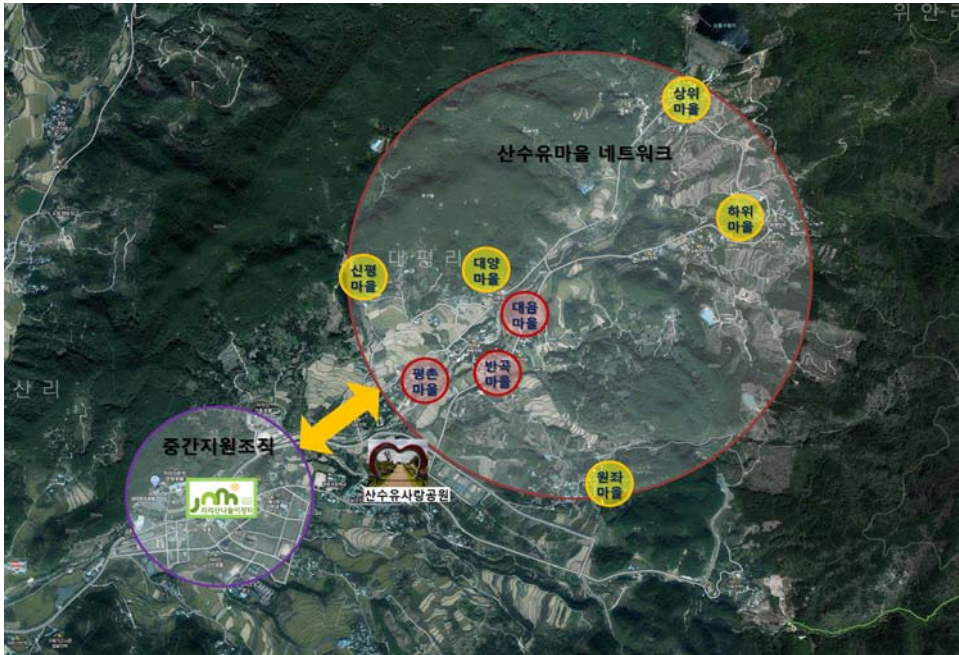 위안리
상위
마을
산수유마을 네트워크
하위
마을
대평리
신평
마을
대양
마을
대음
마을
평촌
마을
반곡
마을
산리
중간지원조직
지리산나들이장터
산수유사랑공원
원좌
마을